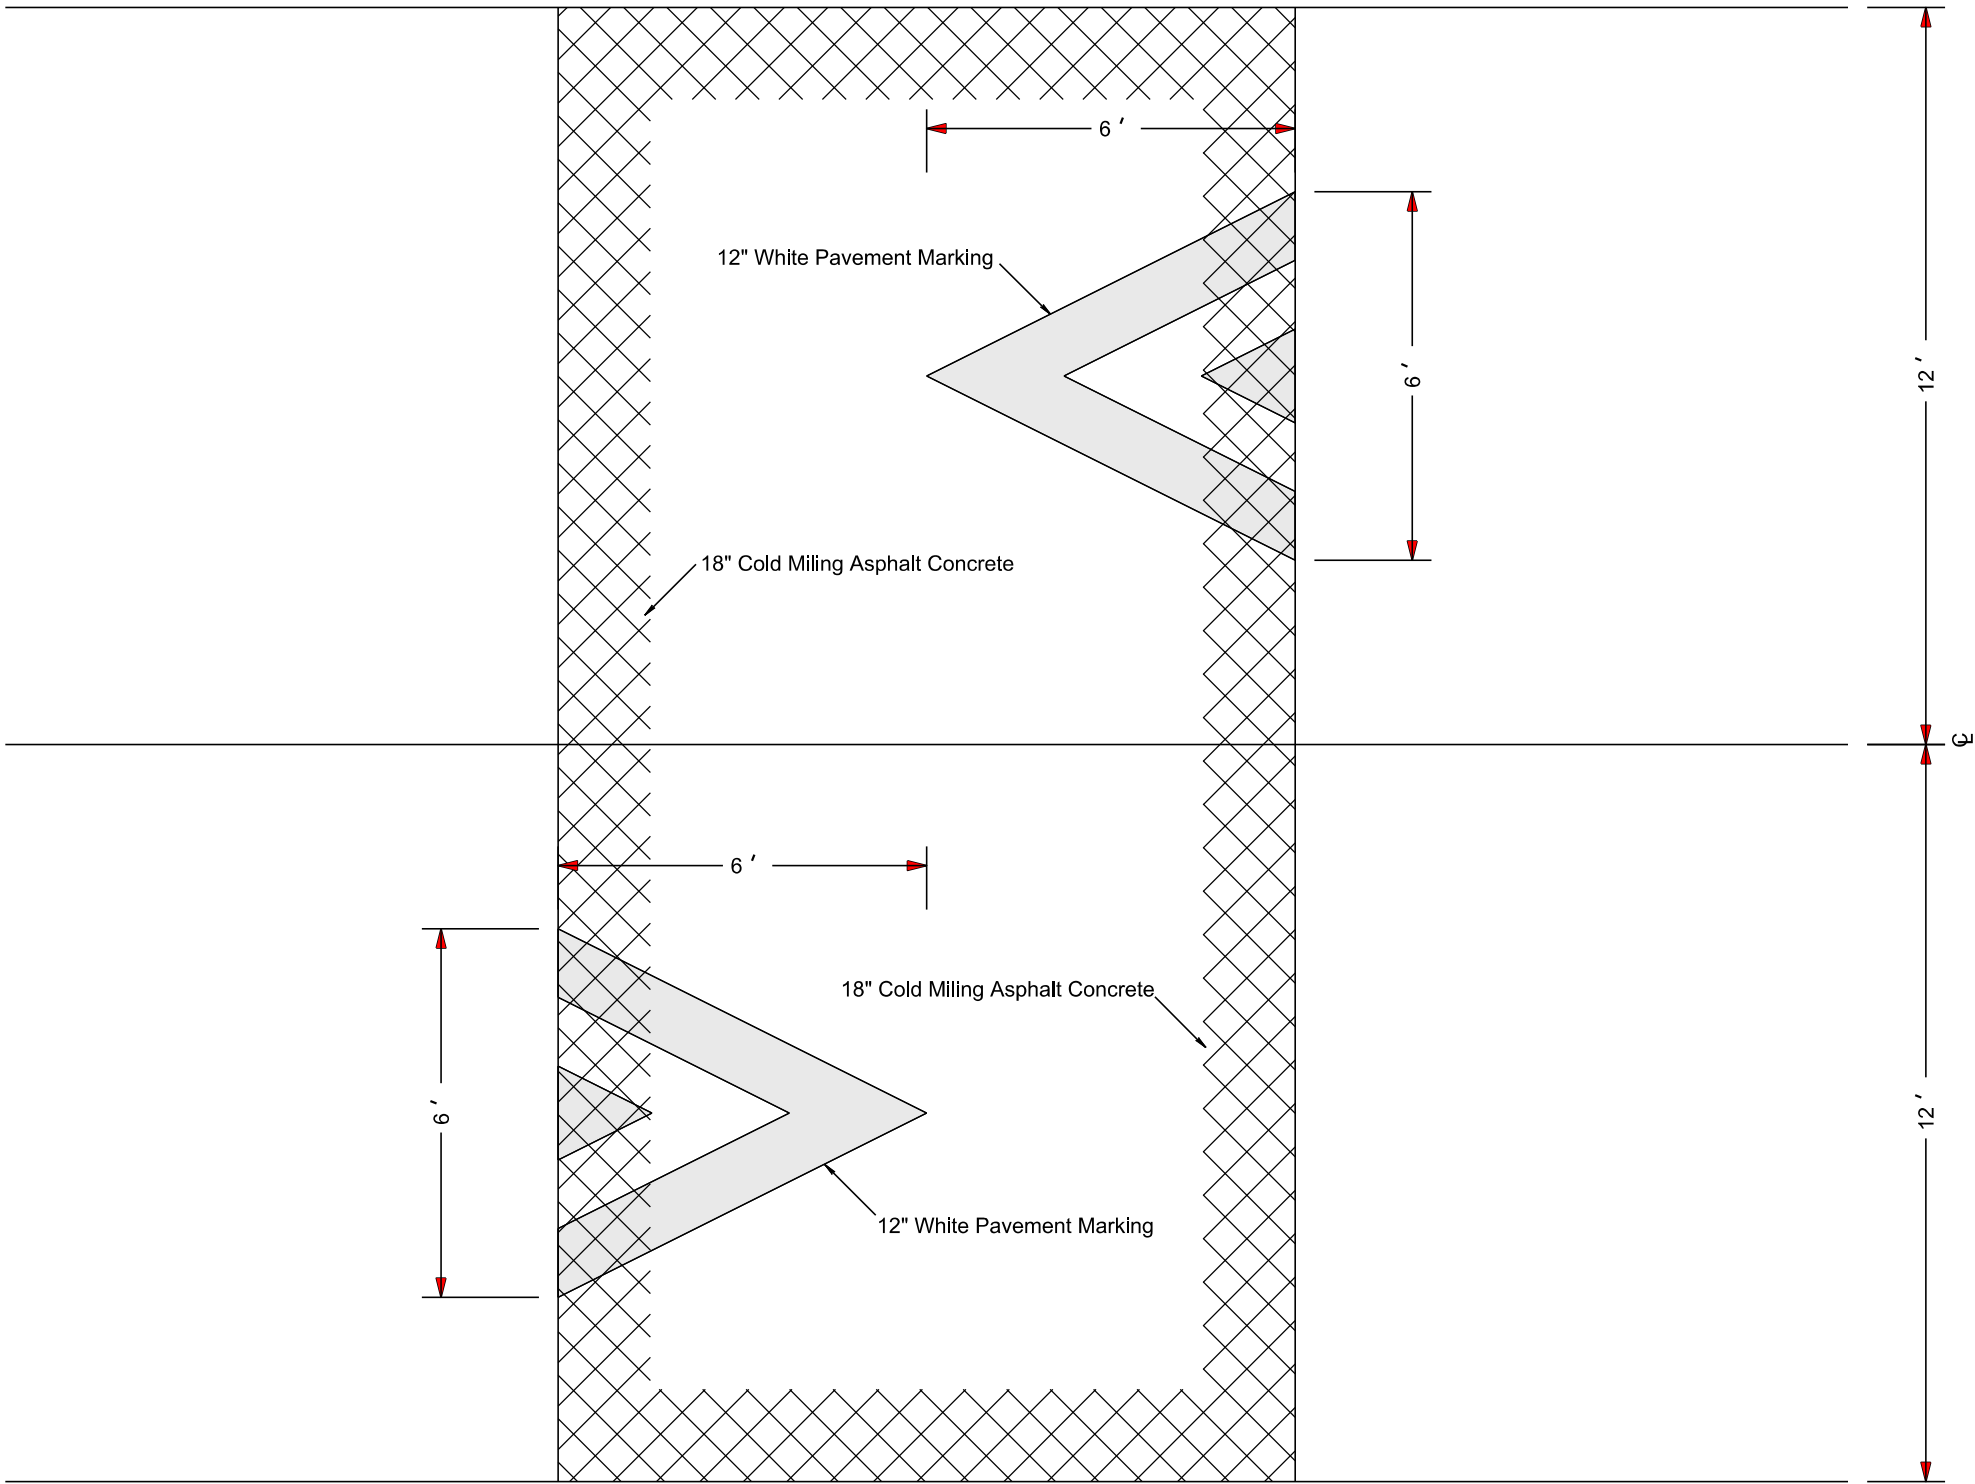 6 ′
12" White Pavement Marking
6 ′
12 ′
18" Cold Miling Asphalt Concrete
℄
6 ′
18" Cold Miling Asphalt Concrete
6 ′
12 ′
12" White Pavement Marking